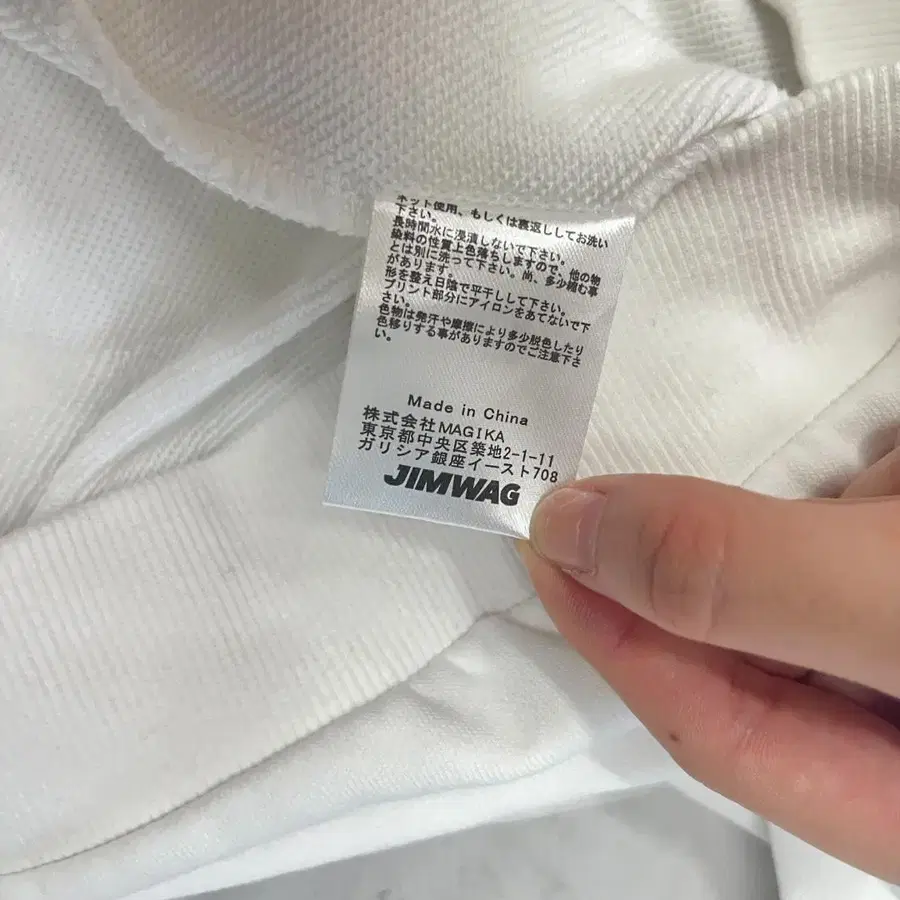 ネット使用、もしくは裏返ししてお洗い
下さい。
長時間水に浸漬しないで下さい。
染料の性質上色落ちしますので、他の物
とは別に洗って下さい。尚、多少縮む事
があります。
形を整え日陰で平干しして下さい。
プリント部分にアイロンをあてないで下
さい。
色物は発汗や摩擦により多少脱色したり
色移りする事がありますのでご注意下さ
い。
Made in China
株式会社MAGIKA
東京都中央区築地2-1-11
ガリシア銀座イースト708
JIMWAG